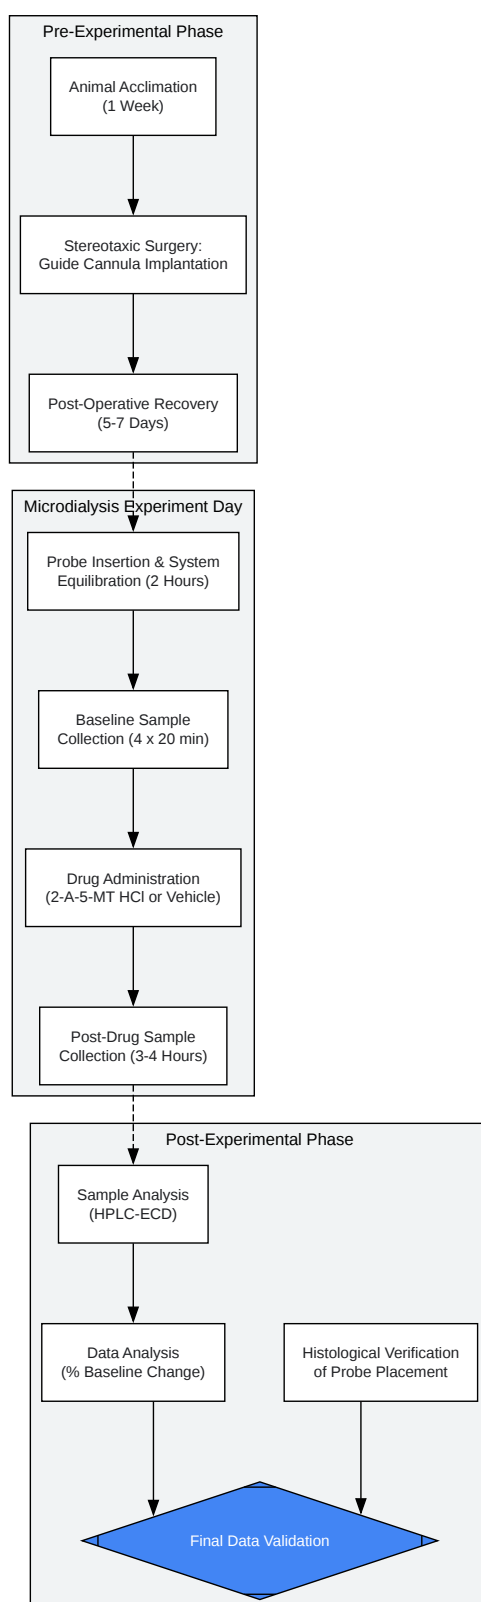 Pre-Experimental Phase
Animal Acclimation
(1 Week)
Stereotaxic Surgery:
Guide Cannula Implantation
Post-Operative Recovery
(5-7 Days)
Microdialysis Experiment Day
Probe Insertion & System
Equilibration (2 Hours)
Baseline Sample
Collection (4 x 20 min)
Drug Administration
(2-A-5-MT HCl or Vehicle)
Post-Drug Sample
Collection (3-4 Hours)
Post-Experimental Phase
Sample Analysis
(HPLC-ECD)
Data Analysis
(% Baseline Change)
Histological Verification
of Probe Placement
Final Data Validation